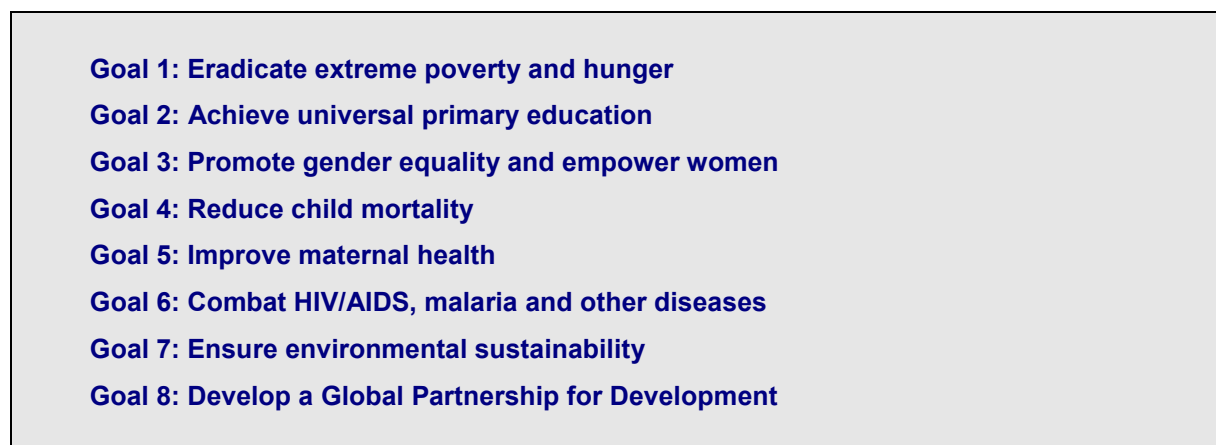 Goal 1: Eradicate extreme poverty and hunger
Goal 2: Achieve universal primary education
Goal 3: Promote gender equality and empower women
Goal 4: Reduce child mortality
Goal 5: Improve maternal health
Goal 6: Combat HIV/AIDS, malaria and other diseases
Goal 7: Ensure environmental sustainability
Goal 8: Develop a Global Partnership for Development